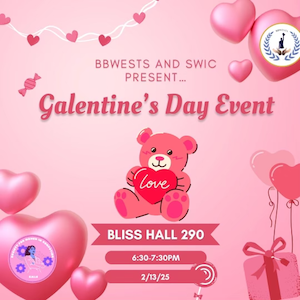 BBWESTS AND SWIC
PRESENT...
Galentine's Day Event
love
BLISS HALL 290
6:30-7:30PM
2/13/25